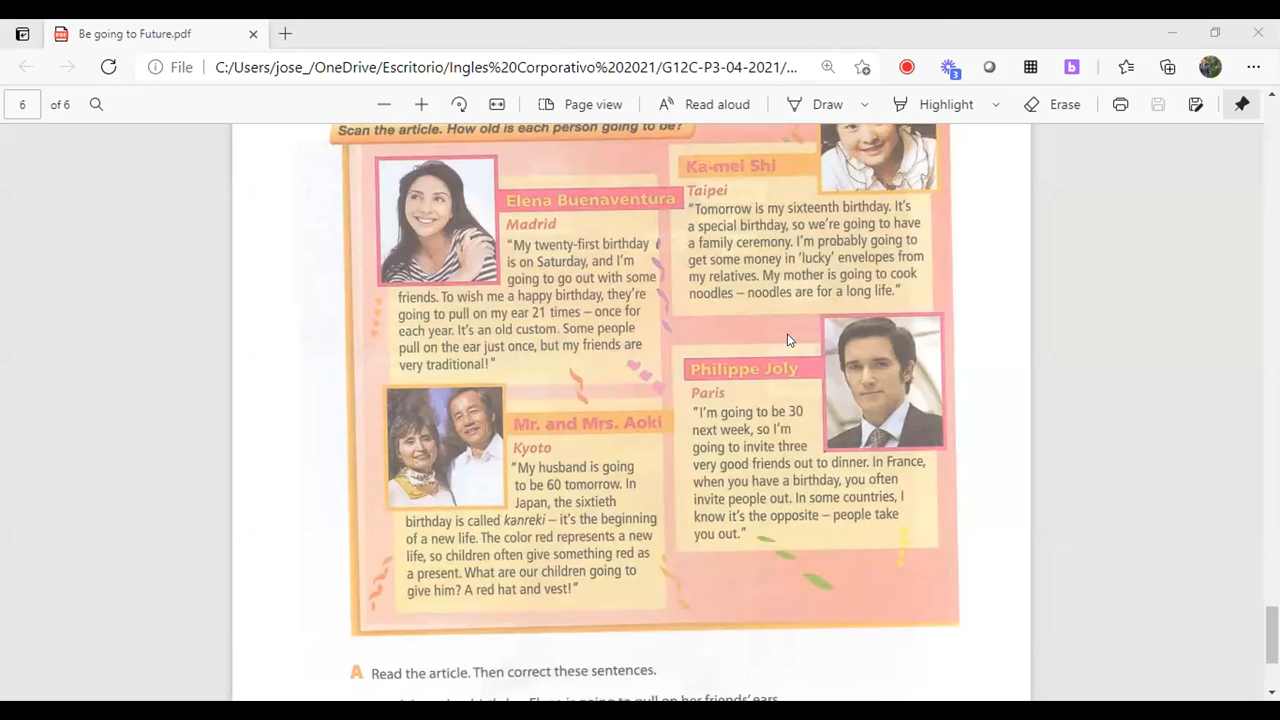 Be going to Future.pdf
File
C:/Users/jose_/OneDrive/Escritorio/Ingles%20Corporativo%202021/G12C-P3-04-2021/...
3
6
of 6
Page view
Read aloud
Draw
Highlight
Erase
Scan the article. How old is each person going to be?
Elena Buenaventura
Madrid
"My twenty-first birthday
is on Saturday, and I'm
going to go out with some
friends. To wish me a happy birthday, they're
going to pull on my ear 21 times – once for
each year. It's an old custom. Some people
pull on the ear just once, but my friends are
very traditional!"
Mr. and Mrs. Aoki
Kyoto
"My husband is going
to be 60 tomorrow. In
Japan, the sixtieth
birthday is called kanreki – it's the beginning
of a new life. The color red represents a new
life, so children often give something red as
a present. What are our children going to
give him? A red hat and vest!"
Ka-mei Shi
Taipei
"Tomorrow is my sixteenth birthday. It's
a special birthday, so we're going to have
a family ceremony. I'm probably going to
get some money in 'lucky' envelopes from
my relatives. My mother is going to cook
noodles – noodles are for a long life."
Philippe Joly
Paris
"I'm going to be 30
next week, so I'm
going to invite three
very good friends out to dinner. In France,
when you have a birthday, you often
invite people out. In some countries, I
know it's the opposite – people take
you out."
A Read the article. Then correct these sentences.
Elena is going to pull on her friends' ears.